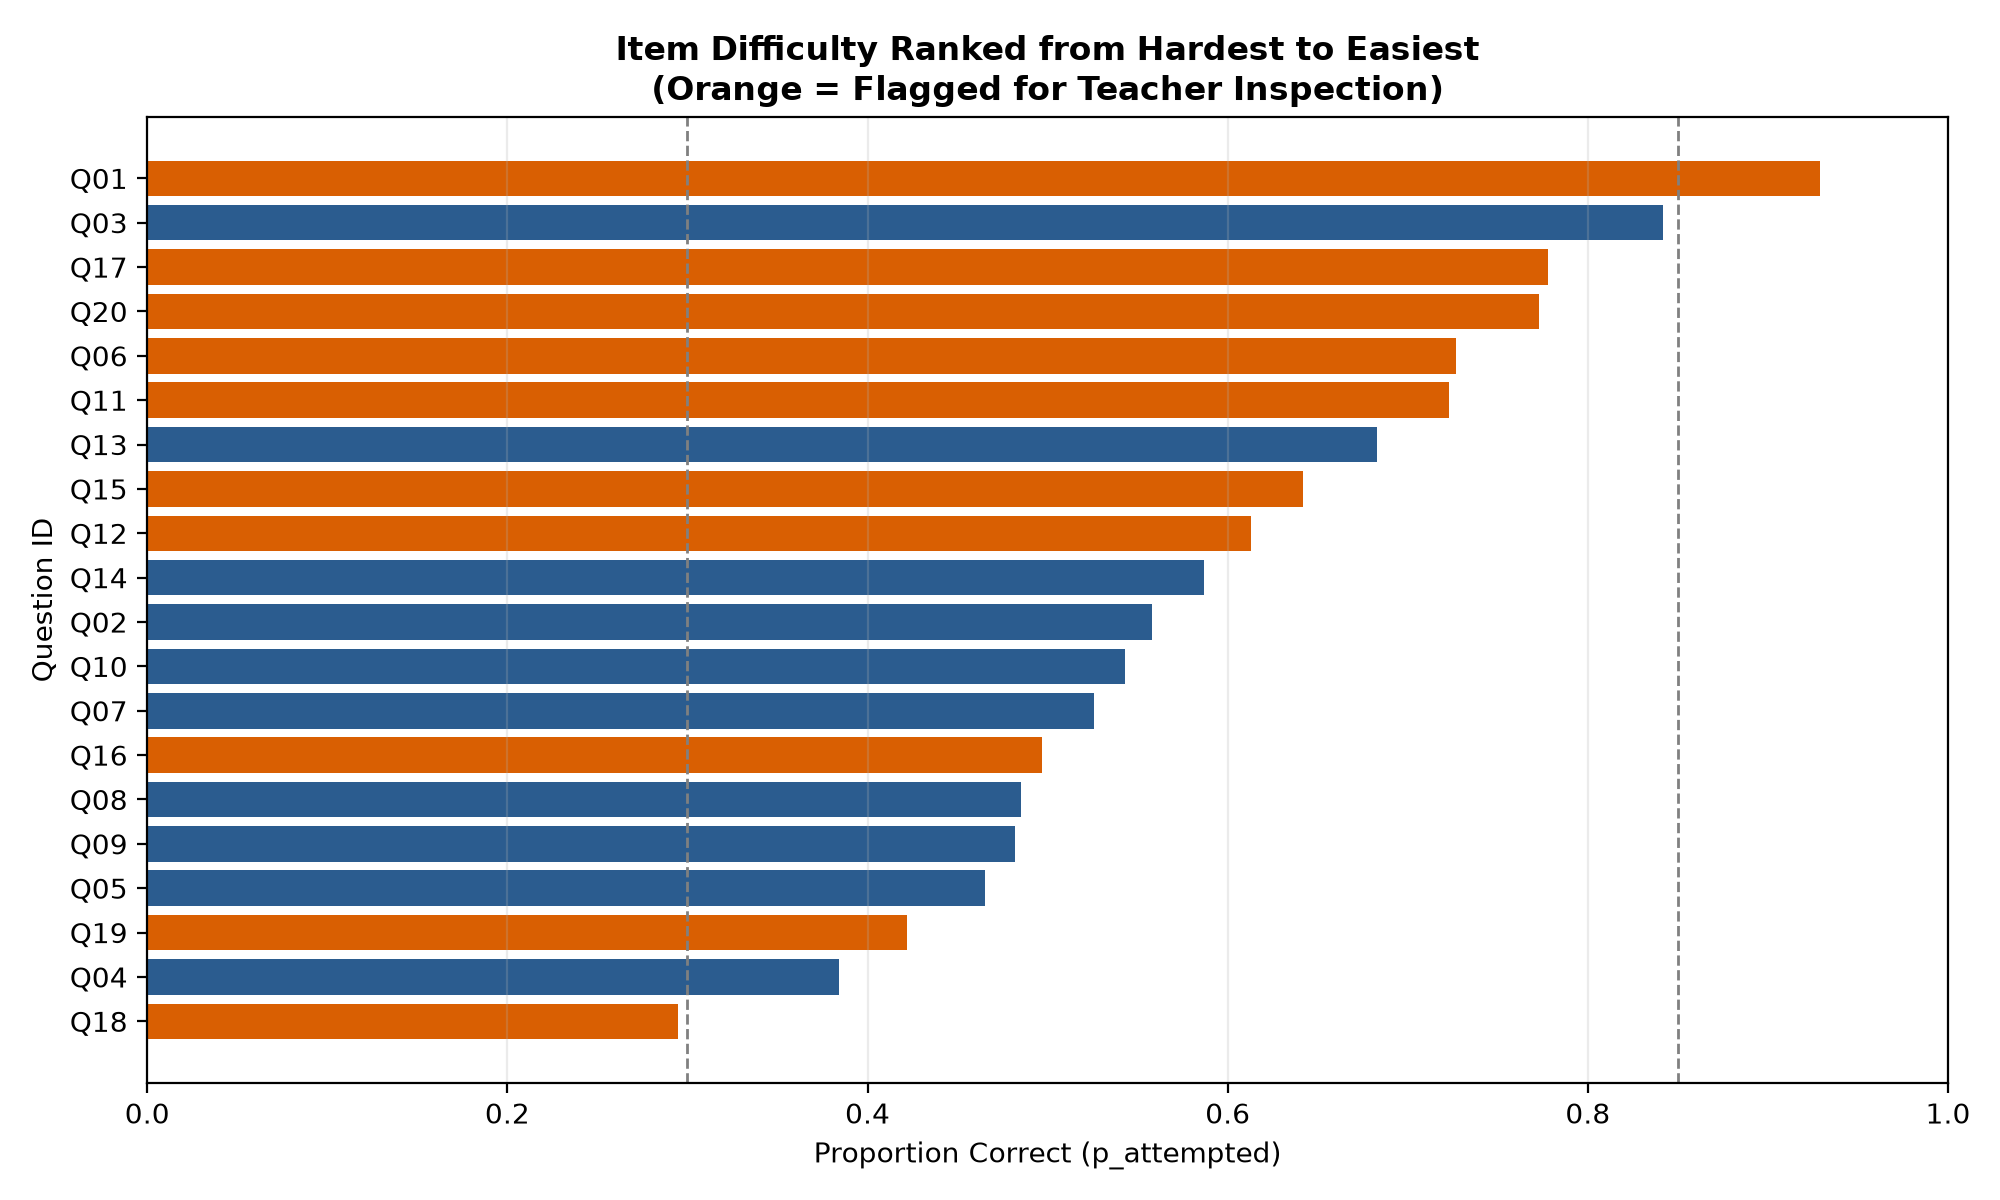 Item Difficulty Ranked from Hardest to Easiest
(Orange = Flagged for Teacher Inspection)
Question ID
Q01
Q03
Q17
Q20
Q06
Q11
Q13
Q15
Q12
Q14
Q02
Q10
Q07
Q16
Q08
Q09
Q05
Q19
Q04
Q18
0.0 0.2 0.4 0.6 0.8 1.0
Proportion Correct (p_attempted)